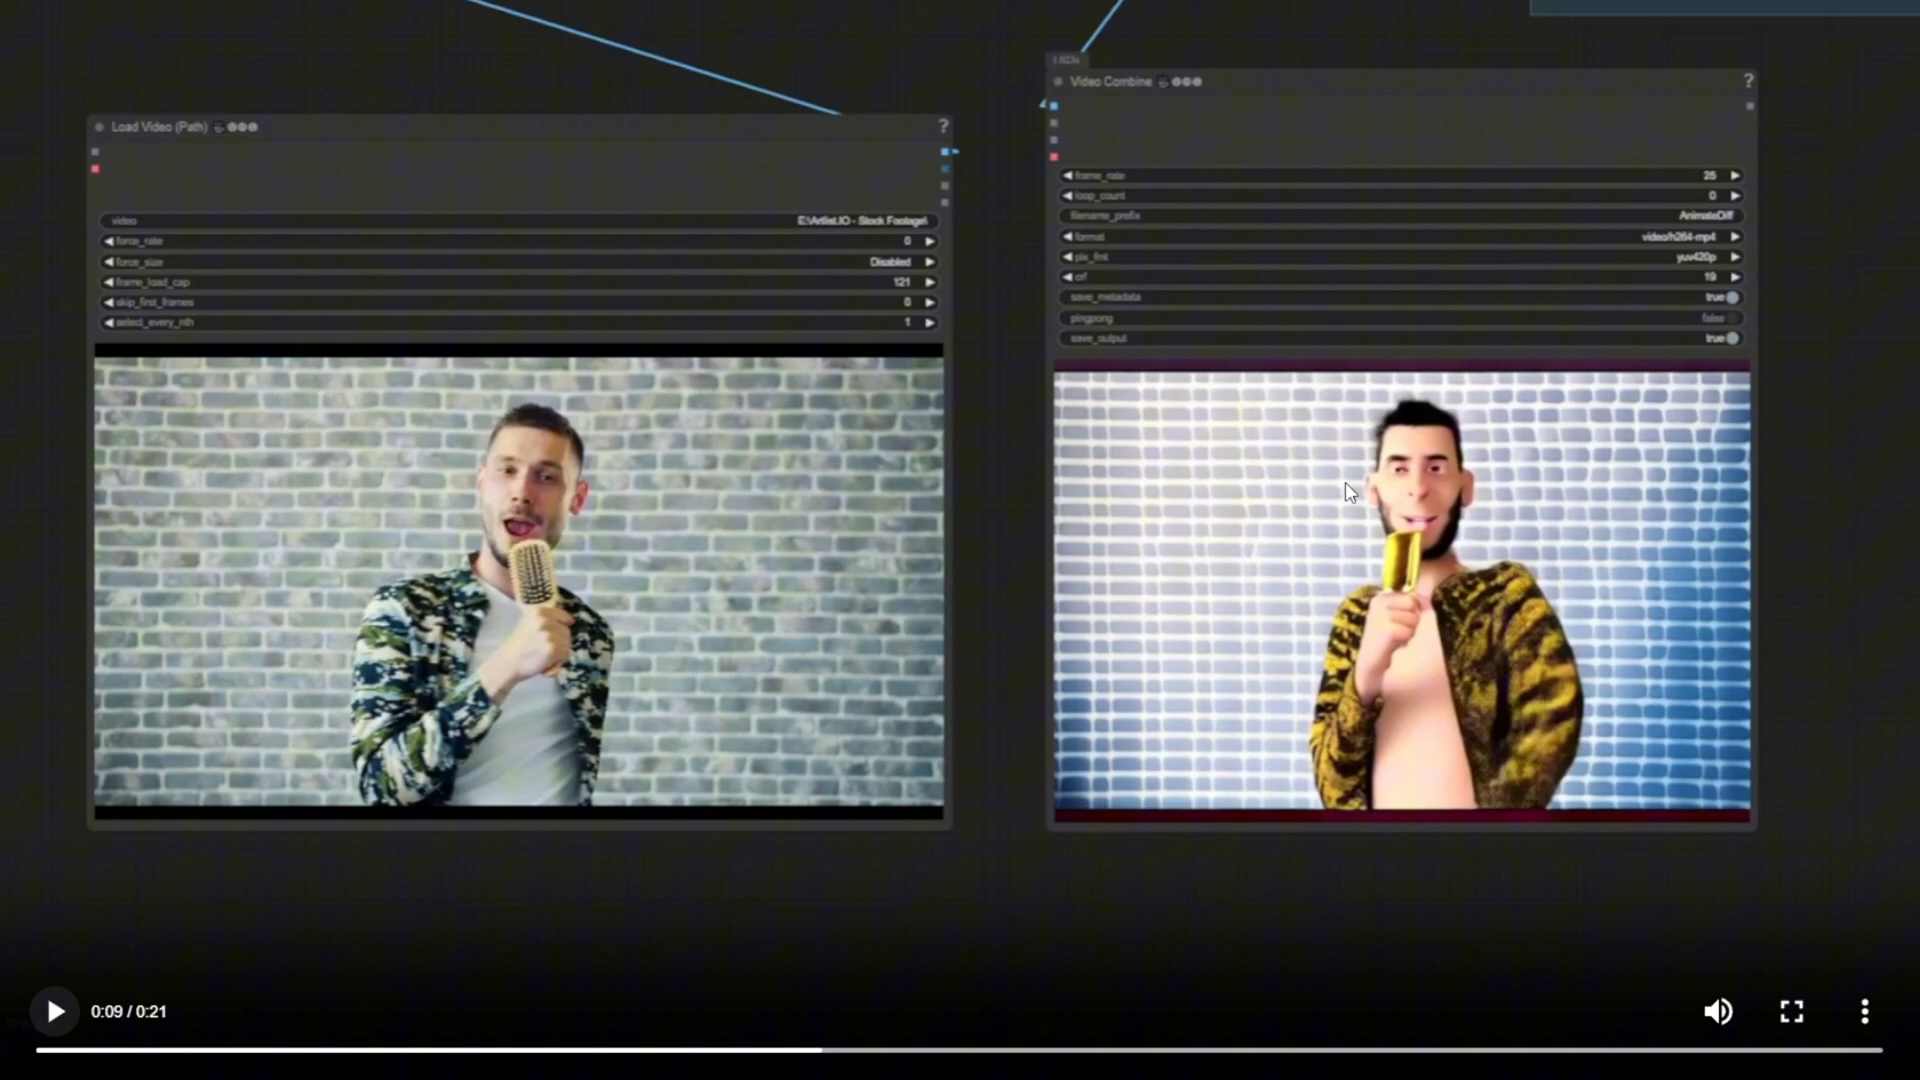 1.823s
Video Combine
?
Load Video (Path)
?
frame_rate 25
loop_count 0
filename_prefix AnimateDiff
format video/h264-mp4
pix_fmt yuv420p
crf 19
save_metadata true
pingpong false
save_output true
video E:\Artlist.IO - Stock Footage\
force_rate 0
force_size Disabled
frame_load_cap 121
skip_first_frames 0
select_every_nth 1
0:09 / 0:21